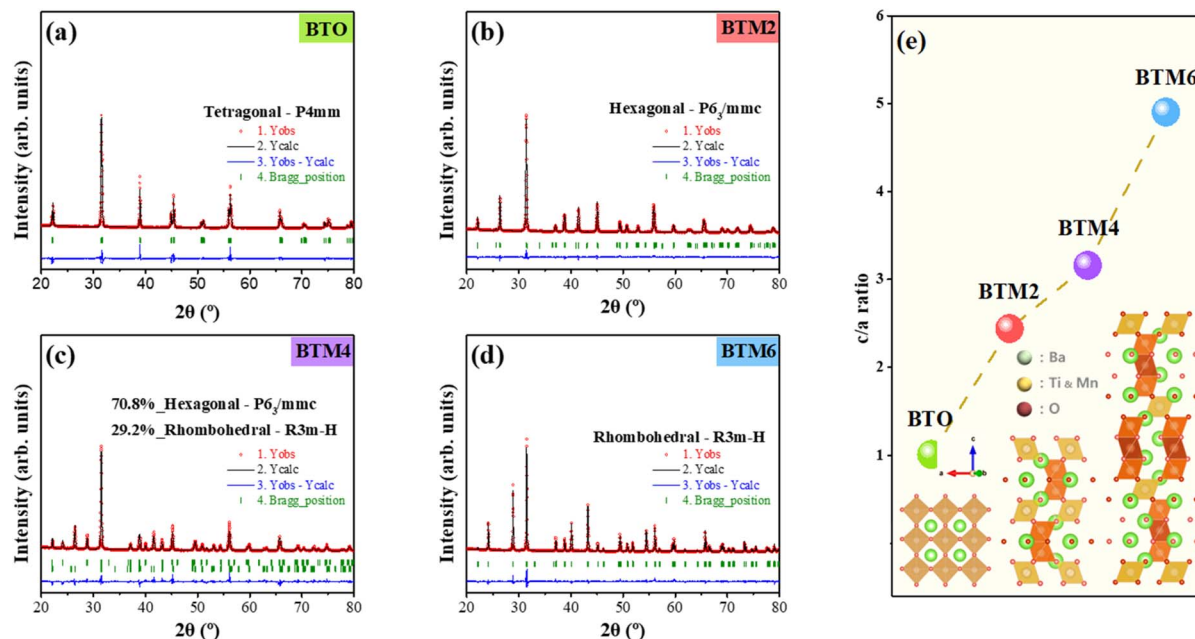 (a)
BTO
Tetragonal - P4mm
1. Yobs
2. Ycalc
3. Yobs - Ycalc
4. Bragg_position
Intensity (arb. units)
20 30 40 50 60 70 80
2θ (º)
(b)
BTM2
Hexagonal - P6₃/mmc
1. Yobs
2. Ycalc
3. Yobs - Ycalc
4. Bragg_position
Intensity (arb. units)
20 30 40 50 60 70 80
2θ (º)
(c)
BTM4
70.8%_Hexagonal - P6₃/mmc
29.2%_Rhombohedral - R3m-H
1. Yobs
2. Ycalc
3. Yobs - Ycalc
4. Bragg_position
Intensity (arb. units)
20 30 40 50 60 70 80
2θ (º)
(d)
BTM6
Rhombohedral - R3m-H
1. Yobs
2. Ycalc
3. Yobs - Ycalc
4. Bragg_position
Intensity (arb. units)
20 30 40 50 60 70 80
2θ (º)
(e)
6
5
4
3
2
1
c/a ratio
BTM6
BTM4
BTM2
BTO
: Ba
: Ti & Mn
: O
c
a
b